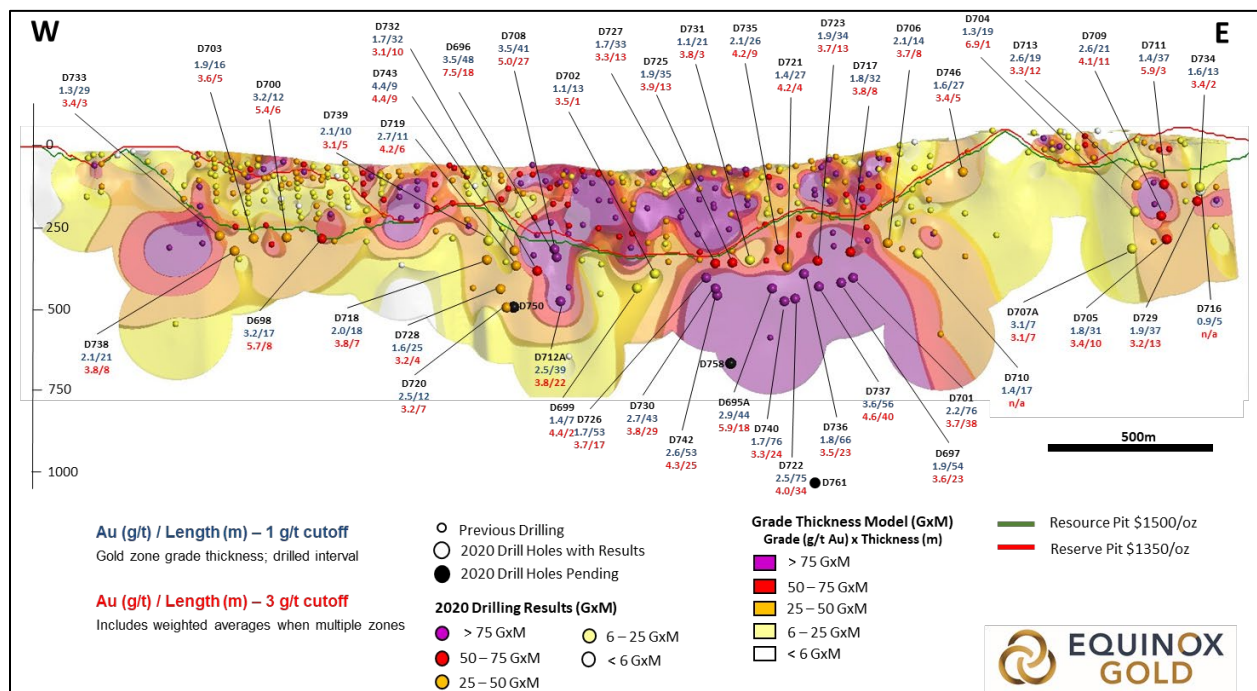 W
E
D733
1.3/29
3.4/3
D703
1.9/16
3.6/5
D700
3.2/12
5.4/6
D739
2.1/10
3.1/5
D732
1.7/32
3.1/10
D743
4.4/9
4.4/9
D719
2.7/11
4.2/6
D696
3.5/48
7.5/18
D708
3.5/41
5.0/27
D702
1.1/13
3.5/1
D727
1.7/33
3.3/13
D725
1.9/35
3.9/13
D731
1.1/21
3.8/3
D735
2.1/26
4.2/9
D721
1.4/27
4.2/4
D723
1.9/34
3.7/13
D717
1.8/32
3.8/8
D706
2.1/14
3.7/8
D746
1.6/27
3.4/5
D704
1.3/19
6.9/1
D713
2.6/19
3.3/12
D709
2.6/21
4.1/11
D711
1.4/37
5.9/3
D734
1.6/13
3.4/2
0
250
500
750
1000
D738
2.1/21
3.8/8
D698
3.2/17
5.7/8
D718
2.0/18
3.8/7
D728
1.6/25
3.2/4
D720
2.5/12
3.2/7
D750
D712A
2.5/39
3.8/22
D699
1.4/7
4.4/2
D726
1.7/53
3.7/17
D730
2.7/43
3.8/29
D742
2.6/53
4.3/25
D758
D695A
2.9/44
5.9/18
D740
1.7/76
3.3/24
D722
2.5/75
4.0/34
D736
1.8/66
3.5/23
D761
D737
3.6/56
4.6/40
D697
1.9/54
3.6/23
D701
2.2/76
3.7/38
D710
1.4/17
n/a
D707A
3.1/7
3.1/7
D705
1.8/31
3.4/10
D729
1.9/37
3.2/13
D716
0.9/5
n/a
500m
Au (g/t) / Length (m) – 1 g/t cutoff
Gold zone grade thickness; drilled interval
Au (g/t) / Length (m) – 3 g/t cutoff
Includes weighted averages when multiple zones
Previous Drilling
2020 Drill Holes with Results
2020 Drill Holes Pending
2020 Drilling Results (GxM)
> 75 GxM
50 – 75 GxM
25 – 50 GxM
6 – 25 GxM
< 6 GxM
Grade Thickness Model (GxM)
Grade (g/t Au) x Thickness (m)
> 75 GxM
50 – 75 GxM
25 – 50 GxM
6 – 25 GxM
< 6 GxM
Resource Pit $1500/oz
Reserve Pit $1350/oz
EQUINOX
GOLD